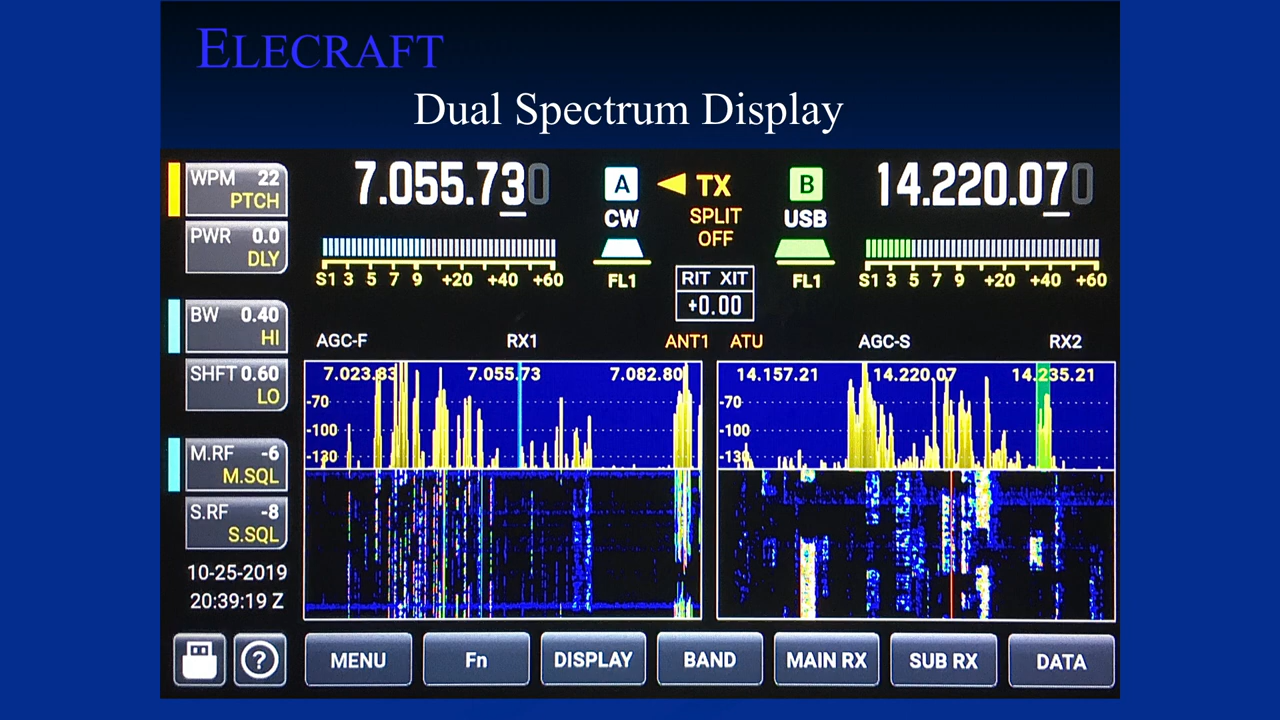 ELECRAFT
Dual Spectrum Display
WPM 22
PTCH
PWR 0.0
DLY
BW 0.40
HI
SHFT 0.60
LO
M.RF -6
M.SQL
S.RF -8
S.SQL
10-25-2019
20:39:19 Z
7.055.730
A
CW
FL1
TX
SPLIT
OFF
RIT XIT
+0.00
B
USB
FL1
14.220.070
S1 3 5 7 9 +20 +40 +60
S1 3 5 7 9 +20 +40 +60
AGC-F RX1 ANT1 ATU AGC-S RX2
7.023.83 7.055.73 7.082.80
-70
-100
-130
14.157.21 14.220.07 14.235.21
-70
-100
-130
MENU Fn DISPLAY BAND MAIN RX SUB RX DATA